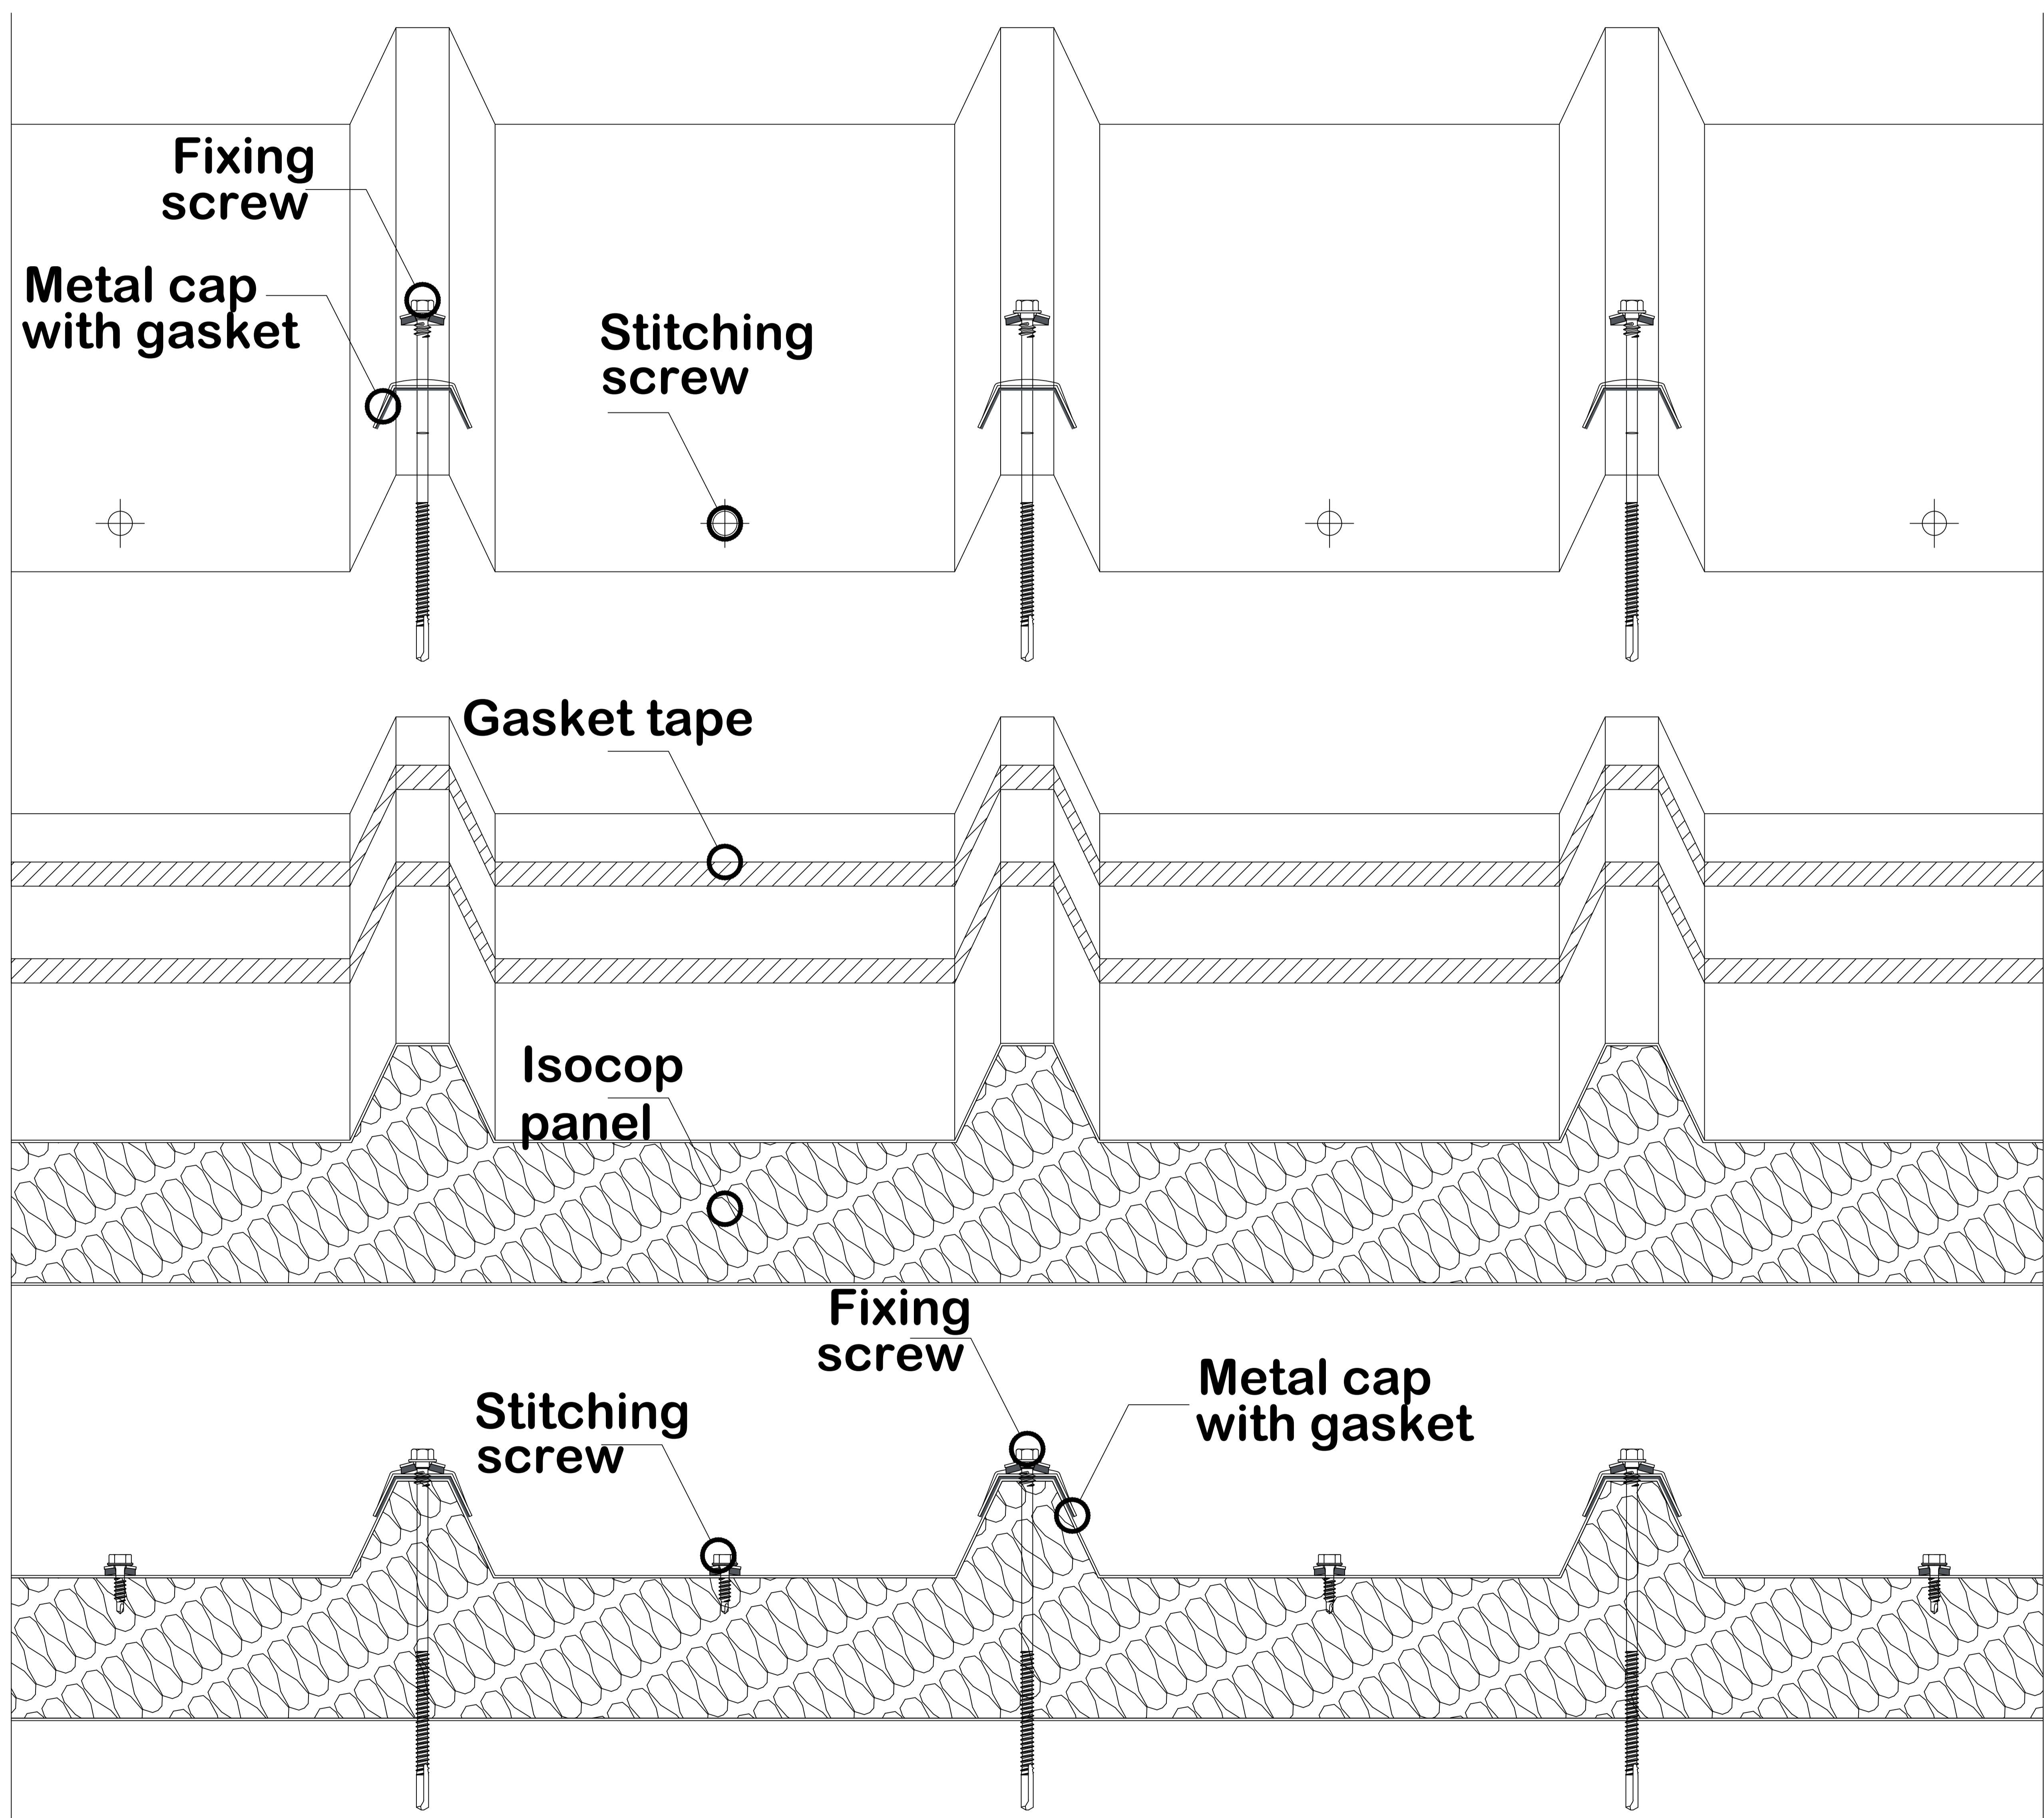 Fixing
screw
Metal cap
with gasket
Stitching
screw
Gasket tape
Isocop
panel
Fixing
screw
Metal cap
with gasket
Stitching
screw